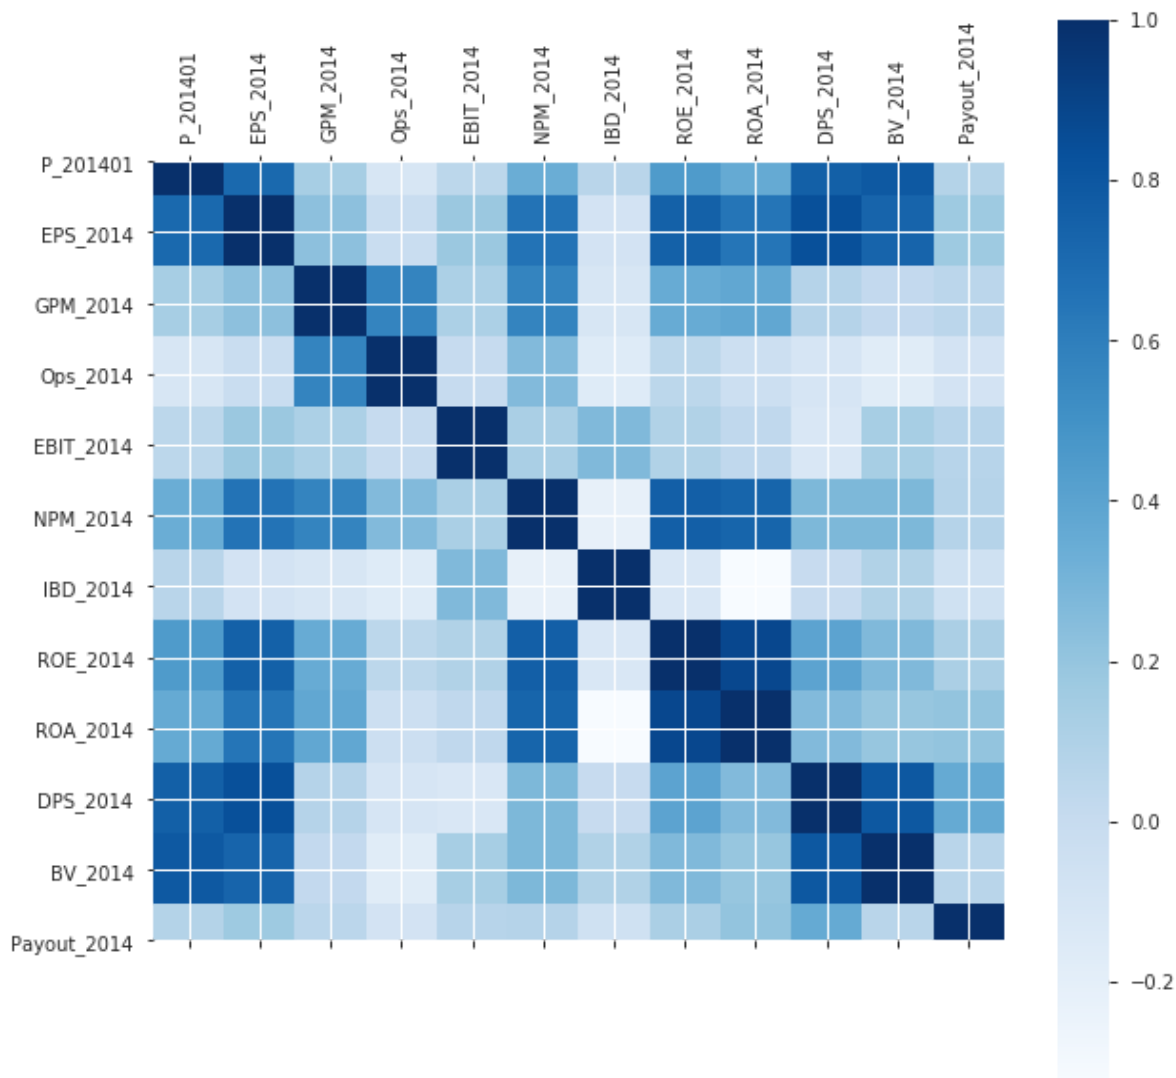 P_201401
EPS_2014
GPM_2014
Ops_2014
EBIT_2014
NPM_2014
IBD_2014
ROE_2014
ROA_2014
DPS_2014
BV_2014
Payout_2014
P_201401
EPS_2014
GPM_2014
Ops_2014
EBIT_2014
NPM_2014
IBD_2014
ROE_2014
ROA_2014
DPS_2014
BV_2014
Payout_2014
1.0
0.8
0.6
0.4
0.2
0.0
−0.2